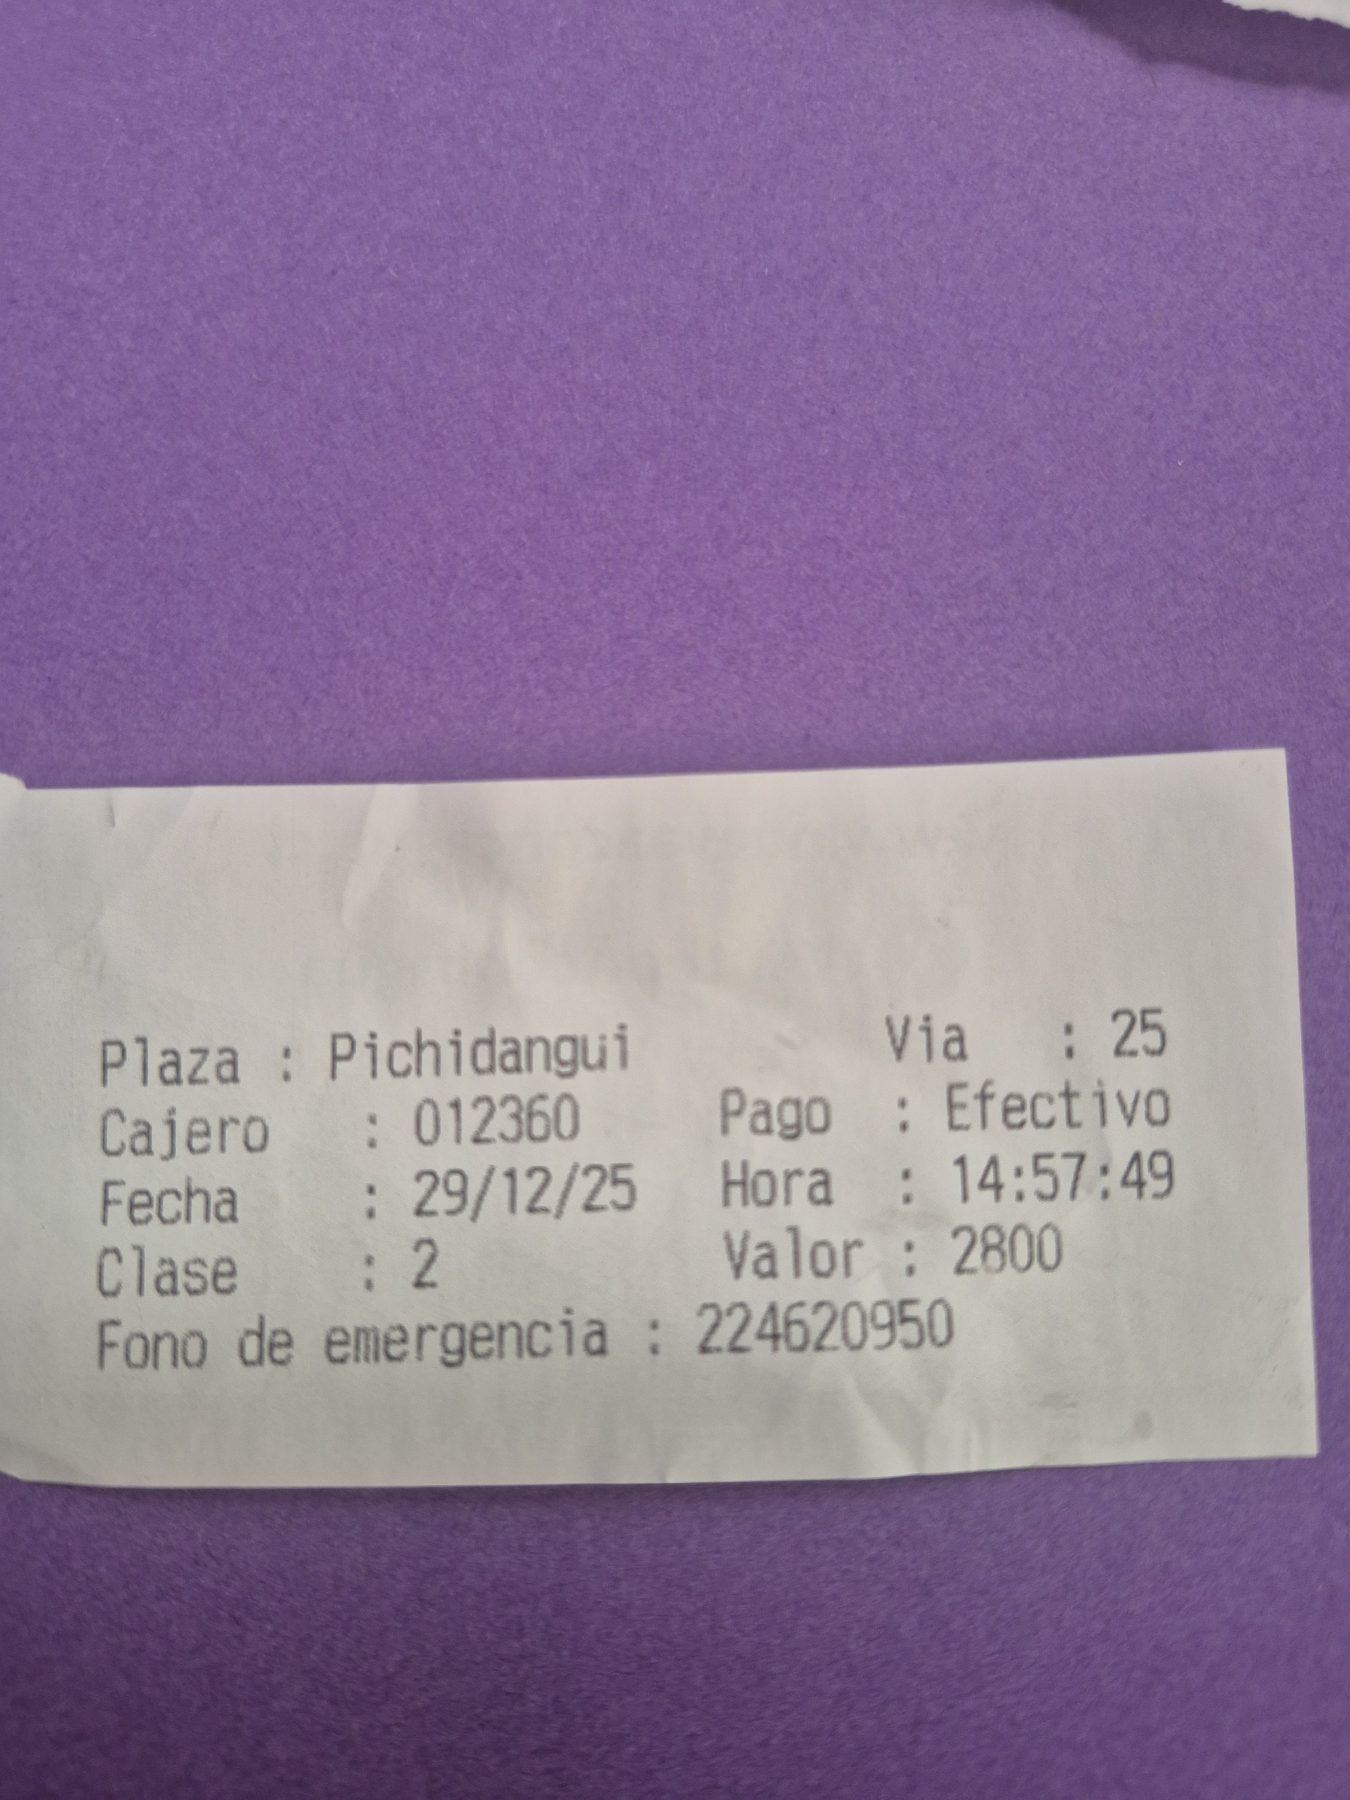 Plaza : Pichidangui Via : 25
Cajero : 012360 Pago : Efectivo
Fecha : 29/12/25 Hora : 14:57:49
Clase : 2 Valor : 2800
Fono de emergencia : 224620950